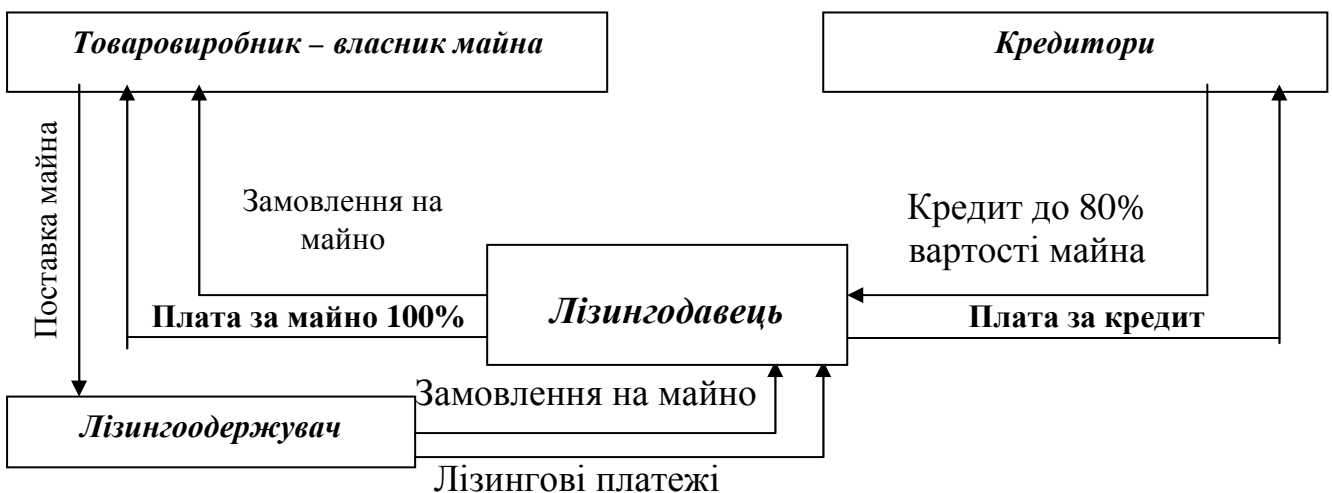 Товаровиробник – власник майна
Кредитори
Поставка майна
Замовлення на
майно
Кредит до 80%
вартості майна
Лізингодавець
Плата за майно 100%
Плата за кредит
Замовлення на майно
Лізингоодержувач
Лізингові платежі